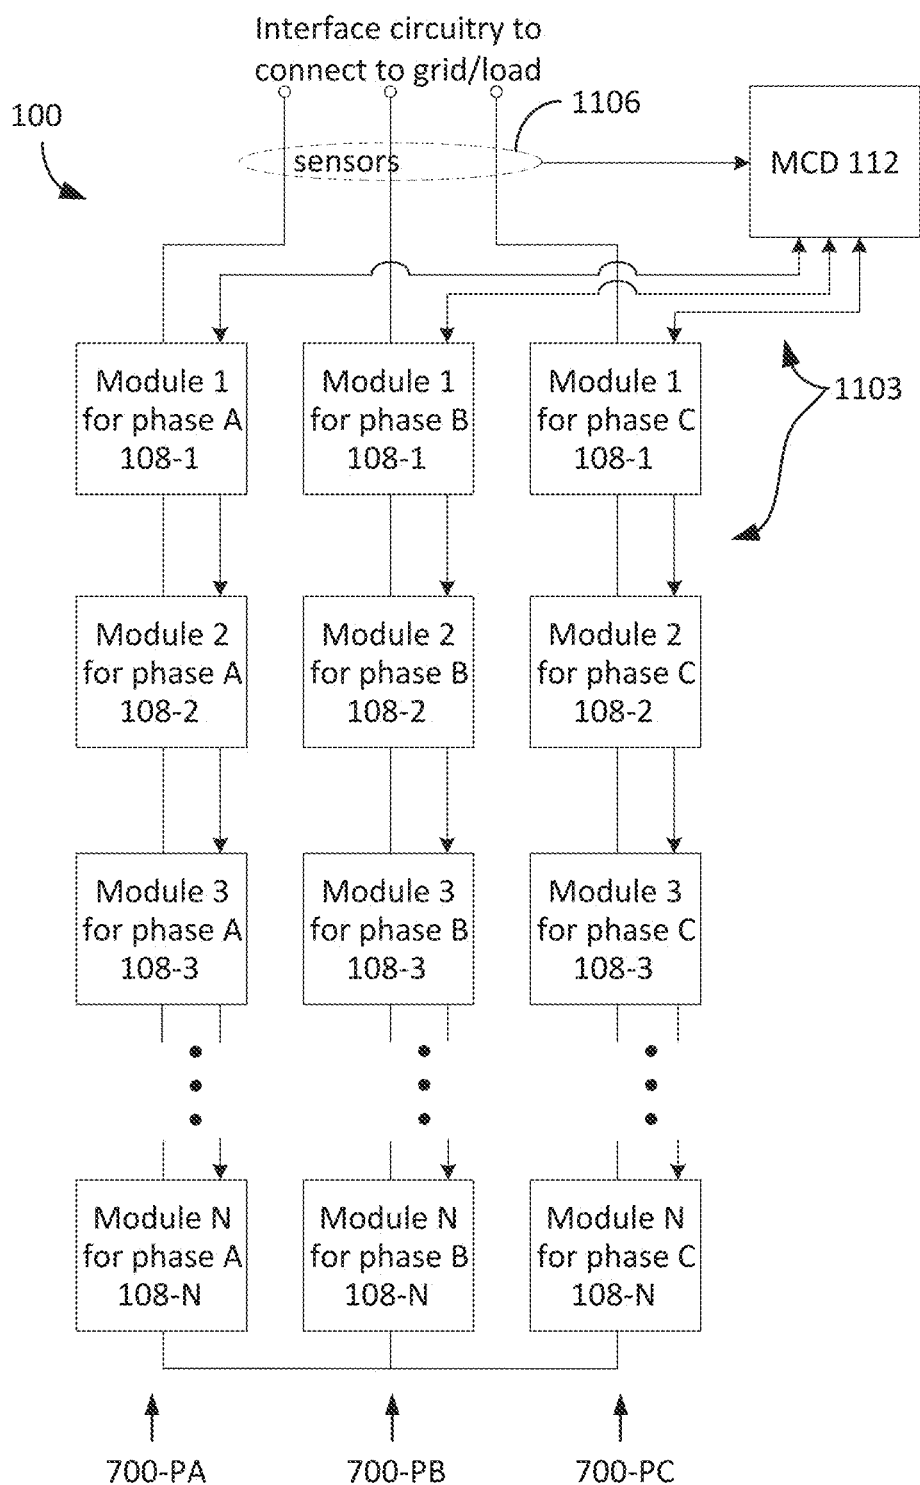 Interface circuitry to
connect to grid/load
100
1106
sensors
MCD 112
1103
Module 1
for phase A
108-1
Module 1
for phase B
108-1
Module 1
for phase C
108-1
Module 2
for phase A
108-2
Module 2
for phase B
108-2
Module 2
for phase C
108-2
Module 3
for phase A
108-3
Module 3
for phase B
108-3
Module 3
for phase C
108-3
Module N
for phase A
108-N
Module N
for phase B
108-N
Module N
for phase C
108-N
700-PA
700-PB
700-PC